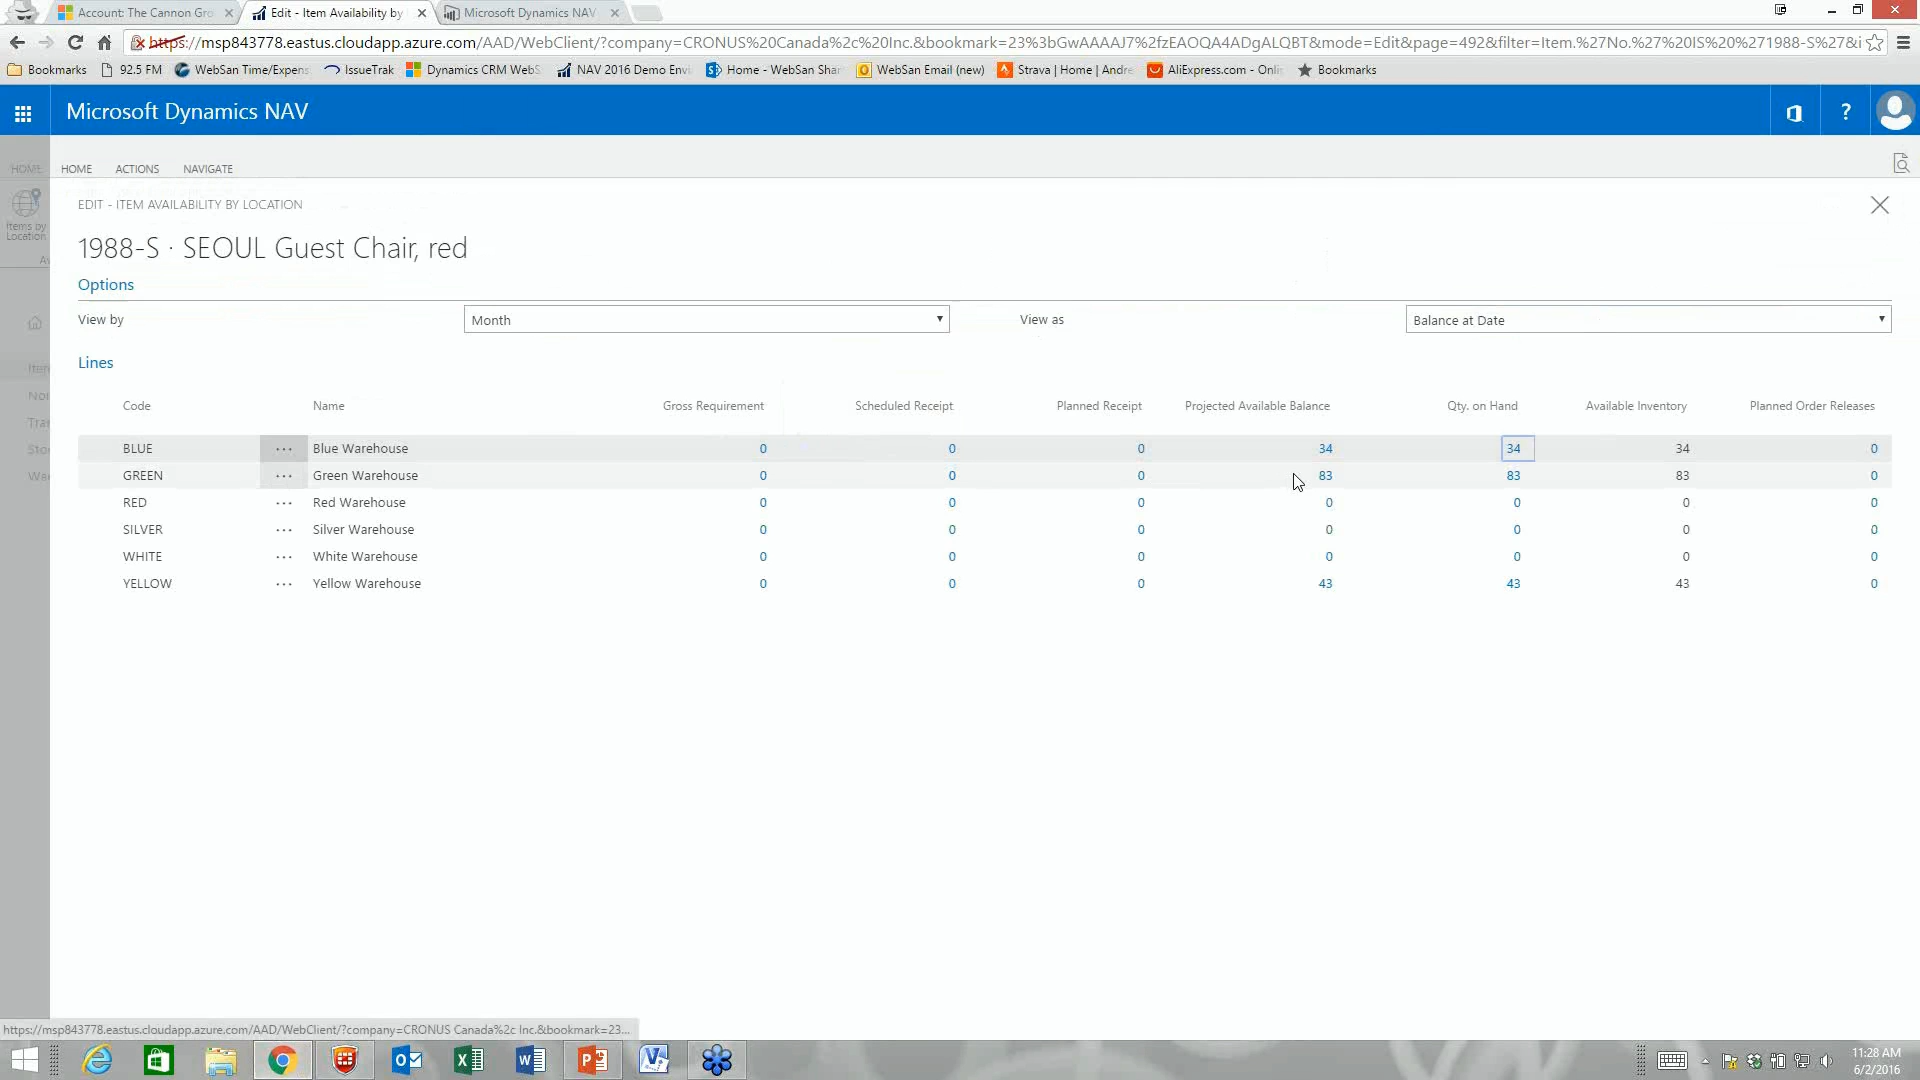 Account: The Cannon Gro
Edit - Item Availability by
Microsoft Dynamics NAV
https://msp843778.eastus.cloudapp.azure.com/AAD/WebClient/?company=CRONUS%20Canada%2c%20Inc.&bookmark=23%3bGwAAAAJ7%2fzEAOQA4ADgALQBT&mode=Edit&page=492&filter=Item.%27No.%27%20IS%20%271988-S%27&i
Bookmarks
92.5 FM
WebSan Time/Expens
IssueTrak
Dynamics CRM WebS
NAV 2016 Demo Envi
Home - WebSan Shar
WebSan Email (new)
Strava | Home | Andre
AliExpress.com - Onli
Bookmarks
Microsoft Dynamics NAV
?
HOME
HOME ACTIONS NAVIGATE
Items by
Location
EDIT - ITEM AVAILABILITY BY LOCATION
1988-S · SEOUL Guest Chair, red
Options
View by Month View as Balance at Date
Lines
Code Name Gross Requirement Scheduled Receipt Planned Receipt Projected Available Balance Qty. on Hand Available Inventory Planned Order Releases
BLUE ··· Blue Warehouse 0 0 0 34 34 34 0
GREEN ··· Green Warehouse 0 0 0 83 83 83 0
RED ··· Red Warehouse 0 0 0 0 0 0 0
SILVER ··· Silver Warehouse 0 0 0 0 0 0 0
WHITE ··· White Warehouse 0 0 0 0 0 0 0
YELLOW ··· Yellow Warehouse 0 0 0 43 43 43 0
https://msp843778.eastus.cloudapp.azure.com/AAD/WebClient/?company=CRONUS Canada%2c Inc.&bookmark=23...
11:28 AM
6/2/2016